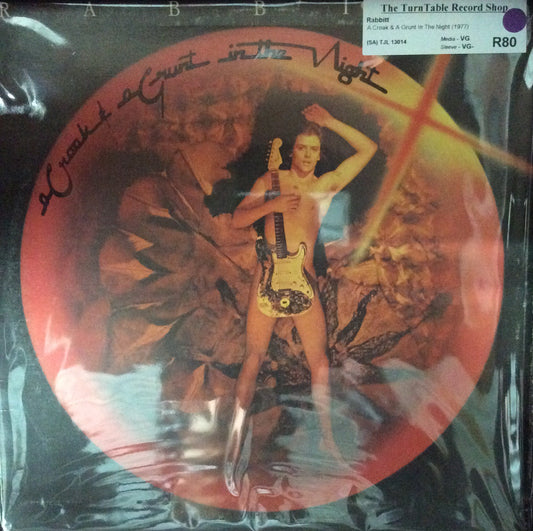 RABBI
The TurnTable Record Shop
Rabbitt
A Croak & A Grunt In The Night (1977)
(SA) TJL 13014
Media - VG
Sleeve - VG-
R80
a Croak & a Grunt in the Night